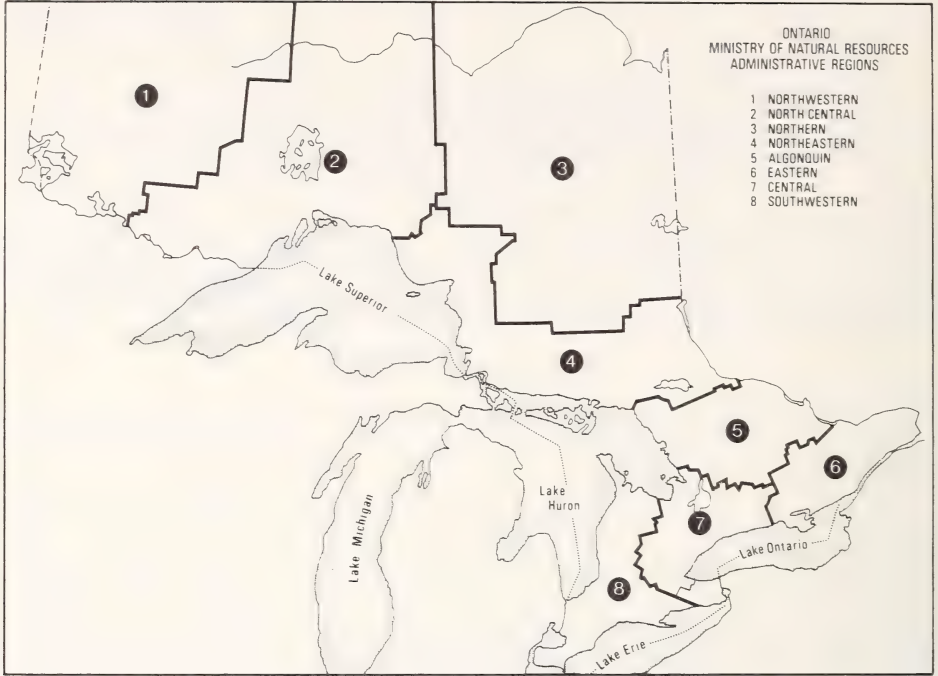 ONTARIO
MINISTRY OF NATURAL RESOURCES
ADMINISTRATIVE REGIONS
1 NORTHWESTERN
2 NORTH CENTRAL
3 NORTHERN
4 NORTHEASTERN
5 ALGONQUIN
6 EASTERN
7 CENTRAL
8 SOUTHWESTERN
1
2
3
Lake Superior
4
5
6
Lake Michigan
Lake
Huron
7
Lake Ontario
8
Lake Erie